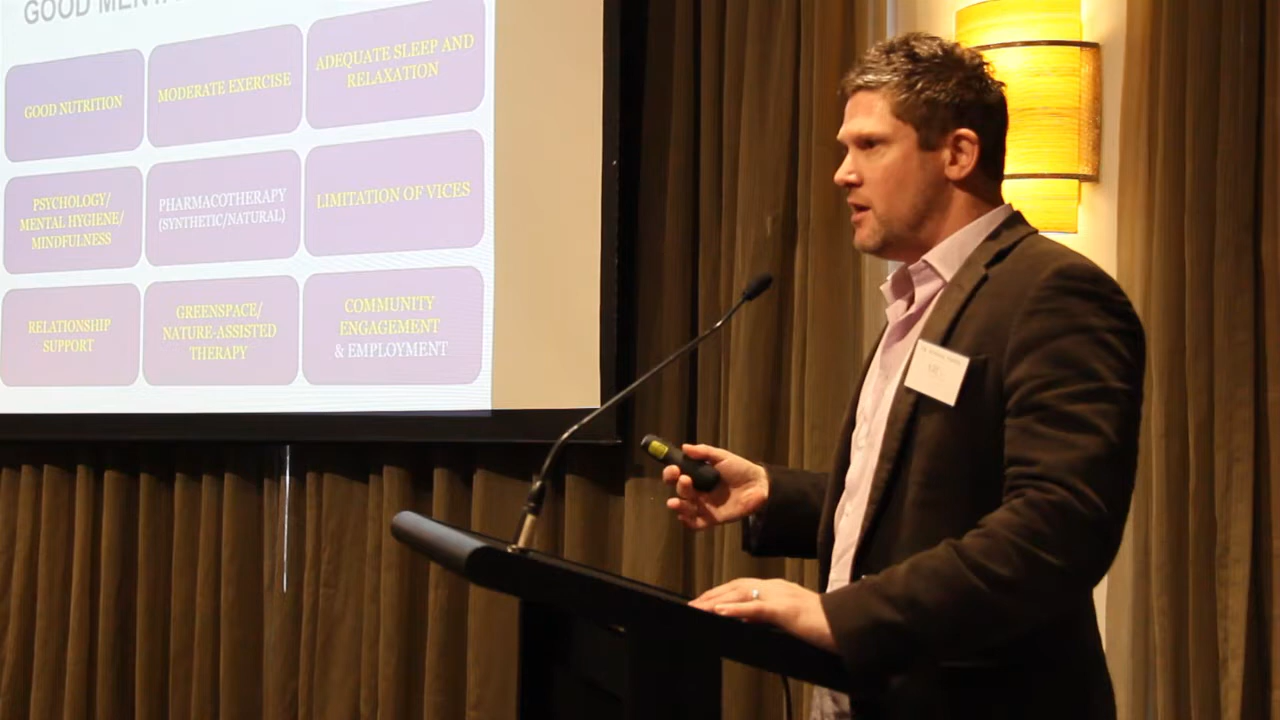 GOOD
GOOD NUTRITION
MODERATE EXERCISE
ADEQUATE SLEEP AND
RELAXATION
PSYCHOLOGY/
MENTAL HYGIENE/
MINDFULNESS
PHARMACOTHERAPY
(SYNTHETIC/NATURAL)
LIMITATION OF VICES
RELATIONSHIP
SUPPORT
GREENSPACE/
NATURE-ASSISTED
THERAPY
COMMUNITY
ENGAGEMENT
& EMPLOYMENT